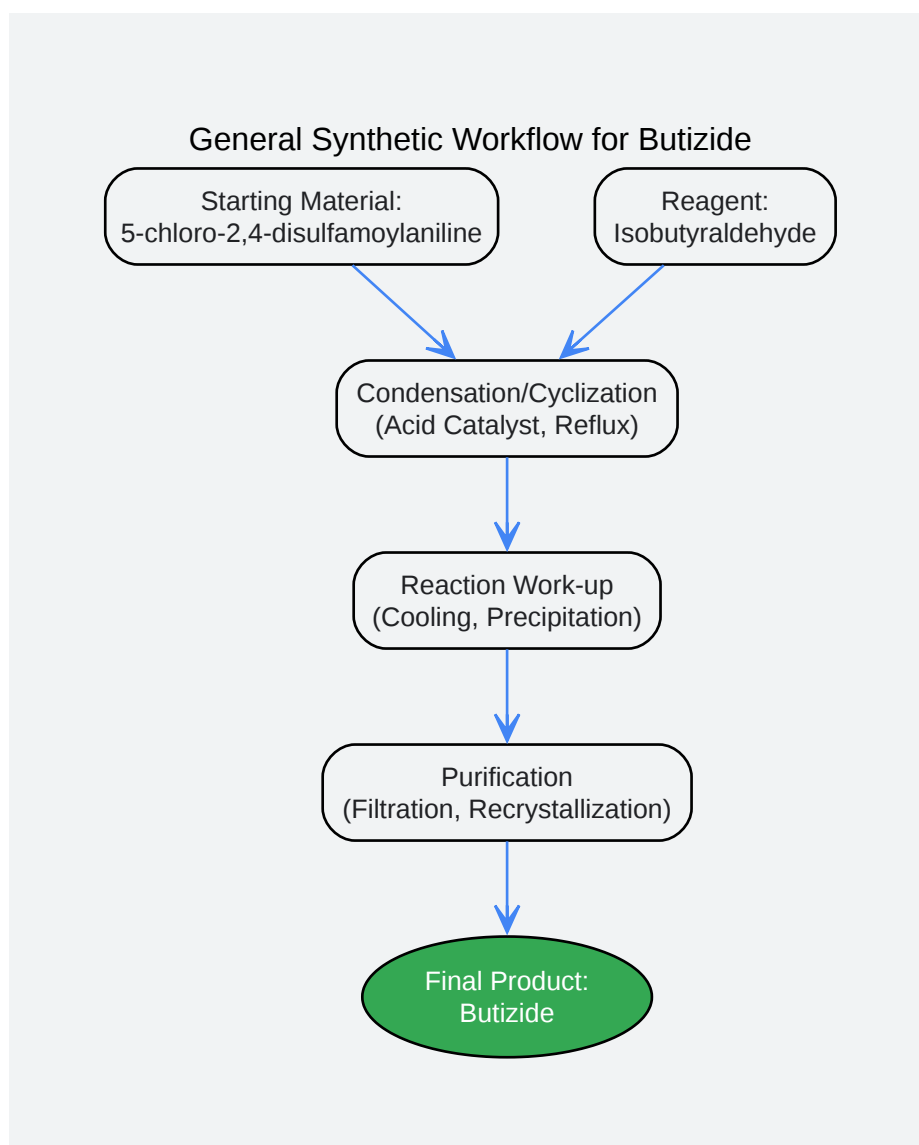 General Synthetic Workflow for Butizide
Starting Material:
5-chloro-2,4-disulfamoylaniline
Reagent:
Isobutyraldehyde
Condensation/Cyclization
(Acid Catalyst, Reflux)
Reaction Work-up
(Cooling, Precipitation)
Purification
(Filtration, Recrystallization)
Final Product:
Butizide